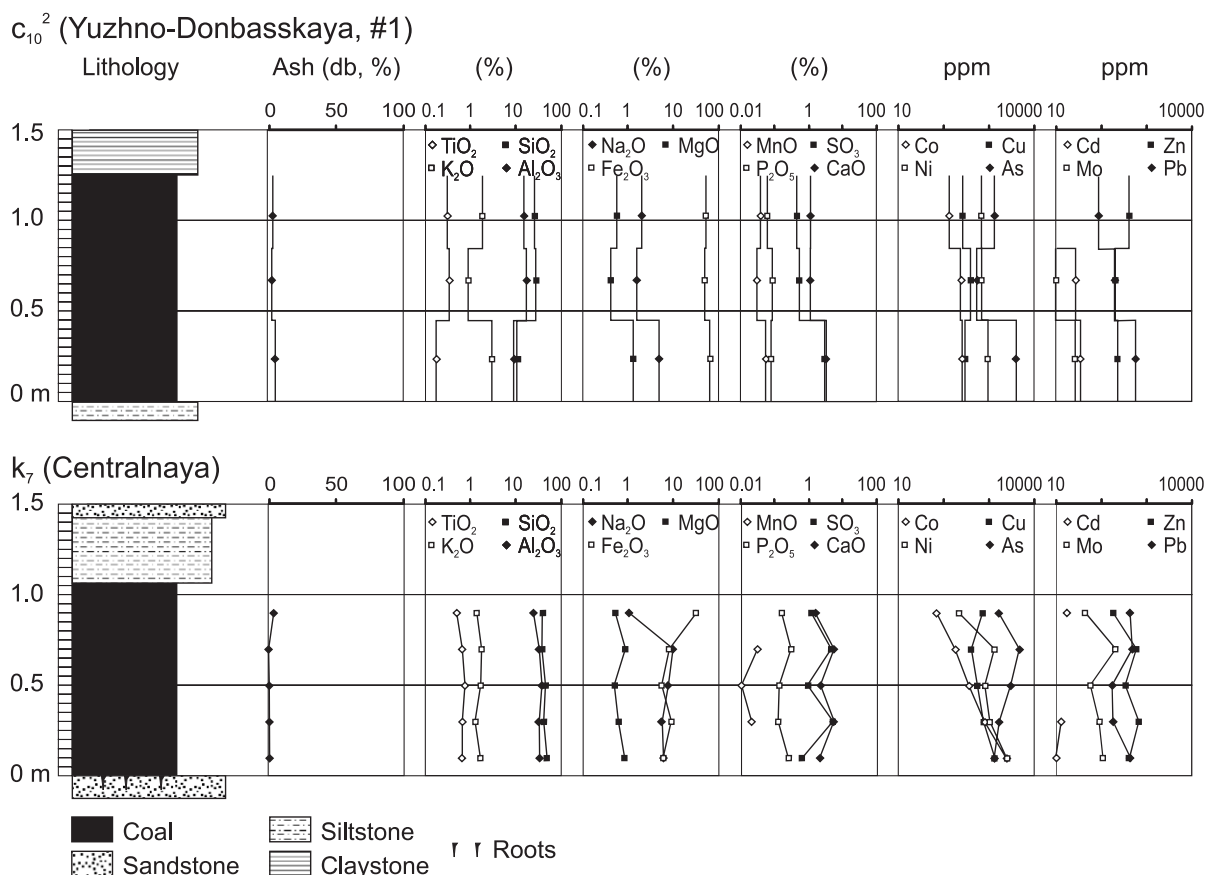 c₁₀² (Yuzhno-Donbasskaya, #1)
Lithology Ash (db, %) (%) (%) (%) ppm ppm
0 50 100 0.1 1 10 100 0.1 1 10 100 0.01 1 100 10 10000 10 10000
1.5
TiO₂ SiO₂ Na₂O MgO MnO SO₃ Co Cu Cd Zn
K₂O Al₂O₃ Fe₂O₃ P₂O₅ CaO Ni As Mo Pb
1.0
0.5
0 m
k₇ (Centralnaya)
0 50 100 0.1 1 10 100 0.1 1 10 100 0.01 1 100 10 10000 10 10000
1.5
TiO₂ SiO₂ Na₂O MgO MnO SO₃ Co Cu Cd Zn
K₂O Al₂O₃ Fe₂O₃ P₂O₅ CaO Ni As Mo Pb
1.0
0.5
0 m
Coal Siltstone Roots
Sandstone Claystone